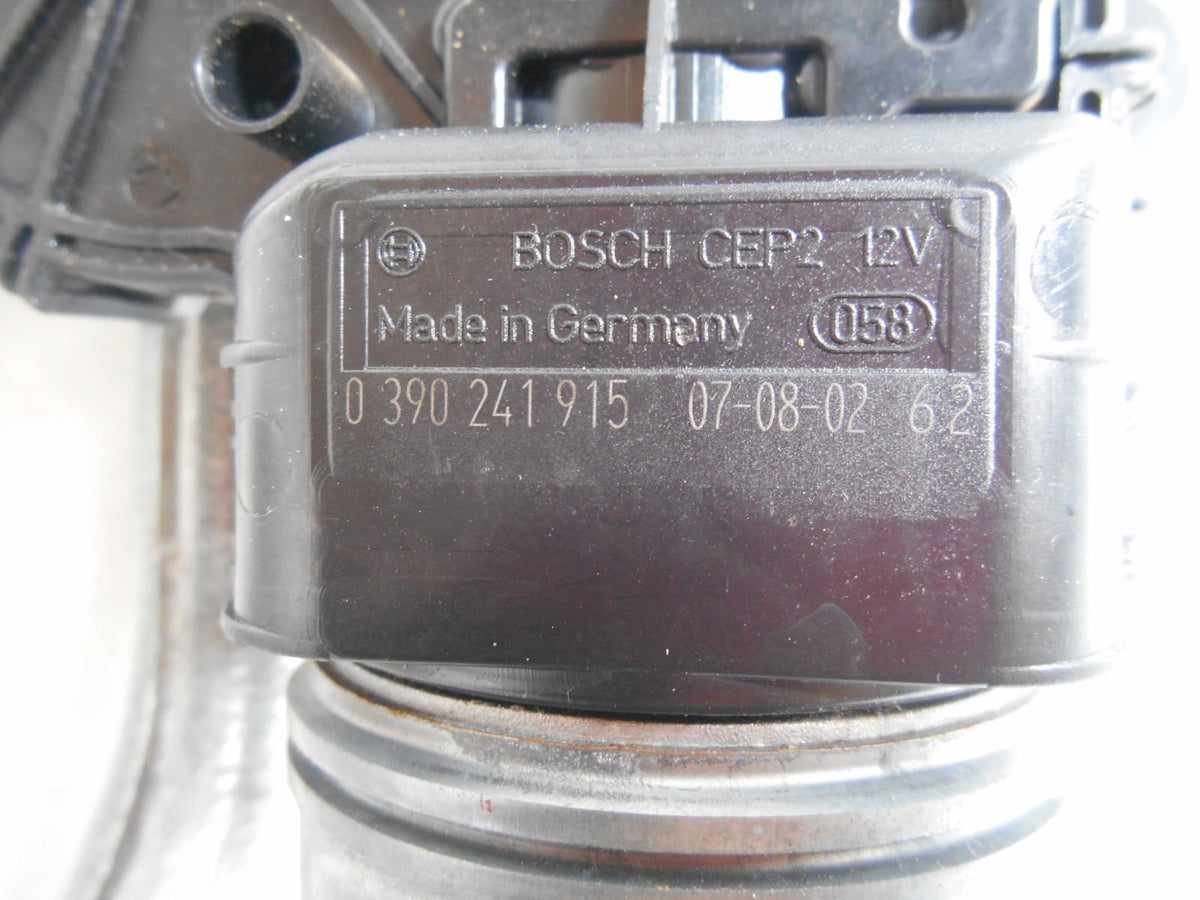 BOSCH CEP2 12V
Made in Germany 058
0 390 241 915 07-08-02 62